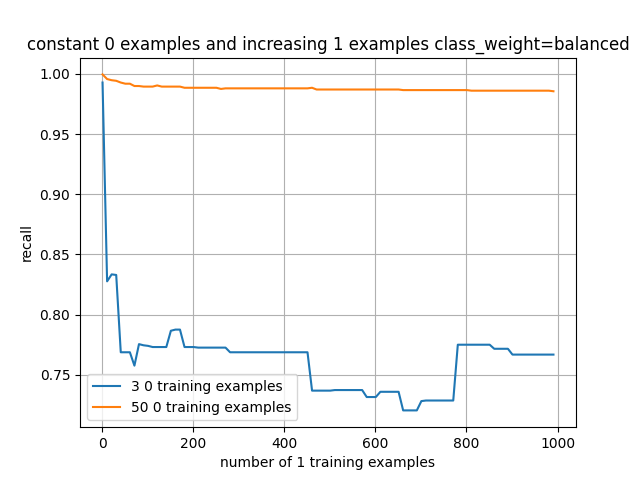 constant 0 examples and increasing 1 examples class_weight=balanced
1.00
0.95
0.90
0.85
0.80
0.75
recall
3 0 training examples
50 0 training examples
0 200 400 600 800 1000
number of 1 training examples